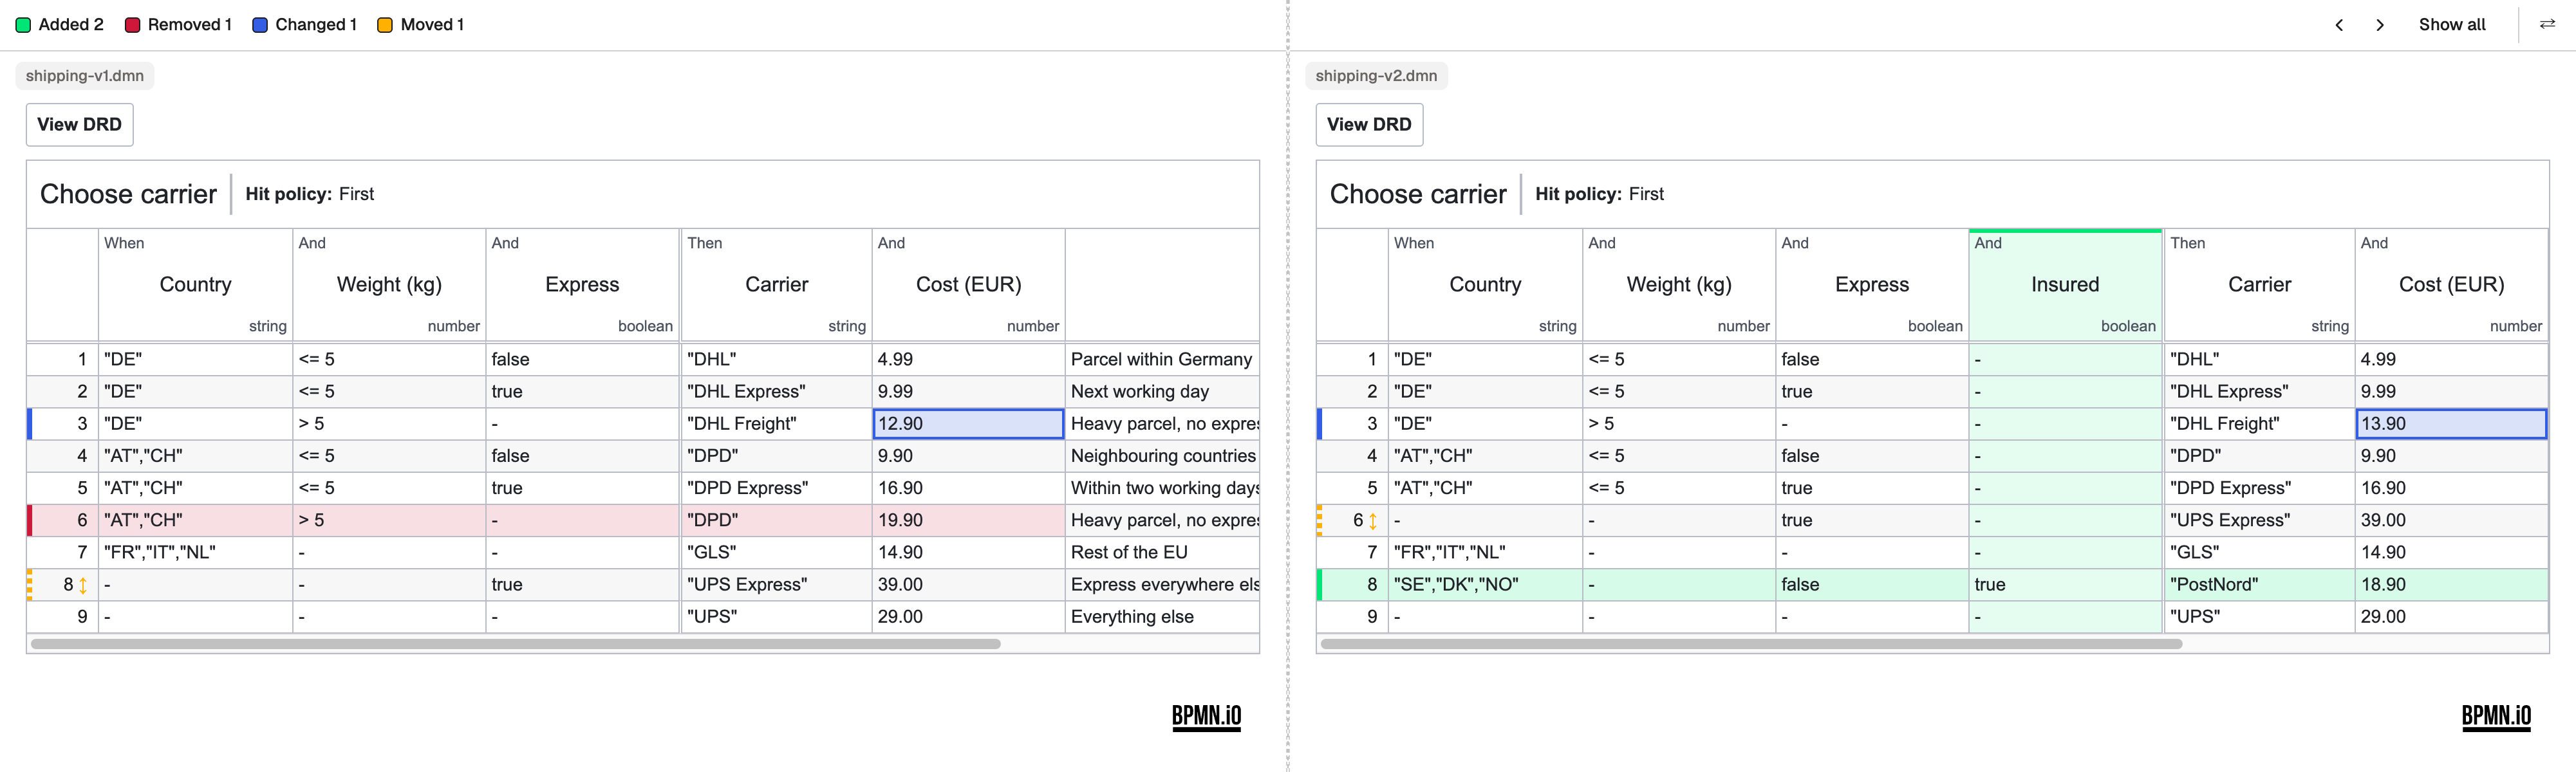 Added 2 Removed 1 Changed 1 Moved 1 Show all
shipping-v1.dmn
View DRD
Choose carrier Hit policy: First
When And And Then And
Country Weight (kg) Express Carrier Cost (EUR)
string number boolean string number
1 "DE" <= 5 false "DHL" 4.99 Parcel within Germany
2 "DE" <= 5 true "DHL Express" 9.99 Next working day
3 "DE" > 5 - "DHL Freight" 12.90 Heavy parcel, no expres
4 "AT","CH" <= 5 false "DPD" 9.90 Neighbouring countries
5 "AT","CH" <= 5 true "DPD Express" 16.90 Within two working days
6 "AT","CH" > 5 - "DPD" 19.90 Heavy parcel, no expres
7 "FR","IT","NL" - - "GLS" 14.90 Rest of the EU
8 - - true "UPS Express" 39.00 Express everywhere els
9 - - - "UPS" 29.00 Everything else
BPMN.iO
shipping-v2.dmn
View DRD
Choose carrier Hit policy: First
When And And And Then And
Country Weight (kg) Express Insured Carrier Cost (EUR)
string number boolean boolean string number
1 "DE" <= 5 false - "DHL" 4.99
2 "DE" <= 5 true - "DHL Express" 9.99
3 "DE" > 5 - - "DHL Freight" 13.90
4 "AT","CH" <= 5 false - "DPD" 9.90
5 "AT","CH" <= 5 true - "DPD Express" 16.90
6 - - true - "UPS Express" 39.00
7 "FR","IT","NL" - - - "GLS" 14.90
8 "SE","DK","NO" - false true "PostNord" 18.90
9 - - - - "UPS" 29.00
BPMN.iO